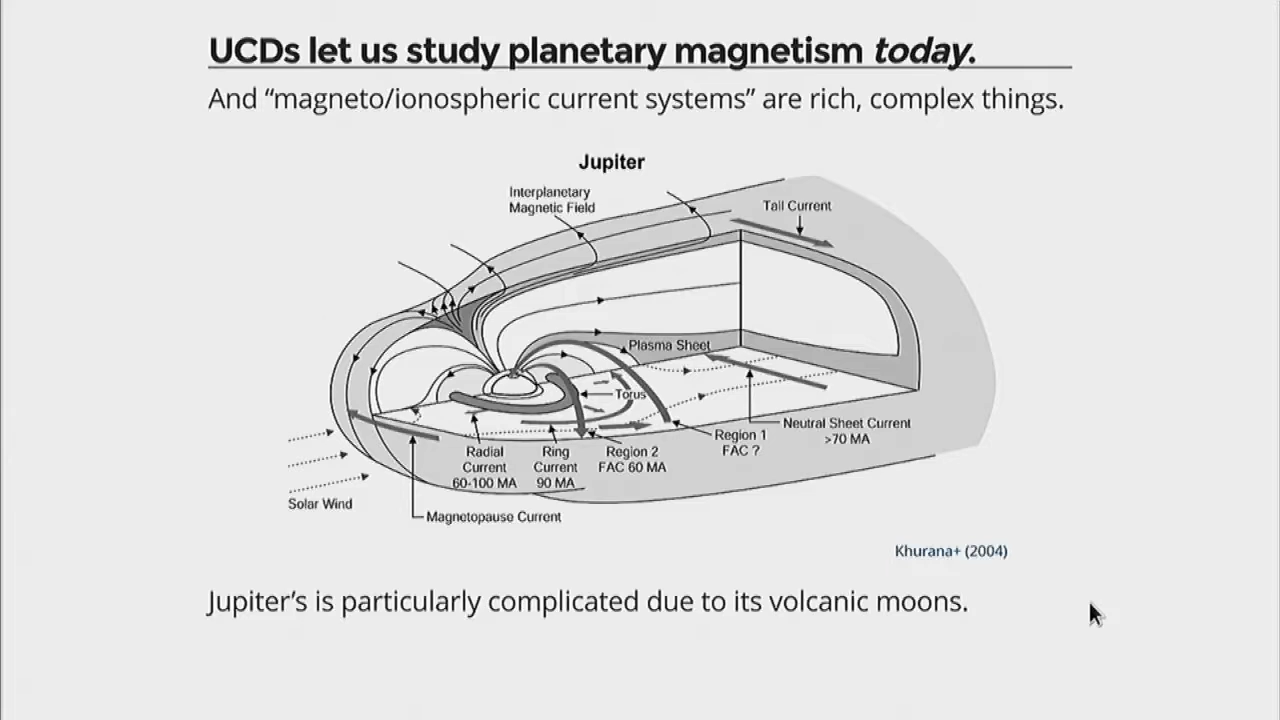 UCDs let us study planetary magnetism today.
And “magneto/ionospheric current systems” are rich, complex things.
Jupiter
Interplanetary
Magnetic Field
Tail Current
Plasma Sheet
Torus
Neutral Sheet Current
>70 MA
Region 1
FAC ?
Radial
Current
60-100 MA
Ring
Current
90 MA
Region 2
FAC 60 MA
Solar Wind
Magnetopause Current
Khurana+ (2004)
Jupiter’s is particularly complicated due to its volcanic moons.